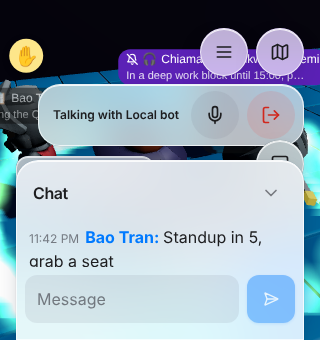 Chiama
In a deep work block until 15:00, p…
Bao T
Talking with Local bot
Chat
11:42 PM Bao Tran: Standup in 5,
grab a seat
Message